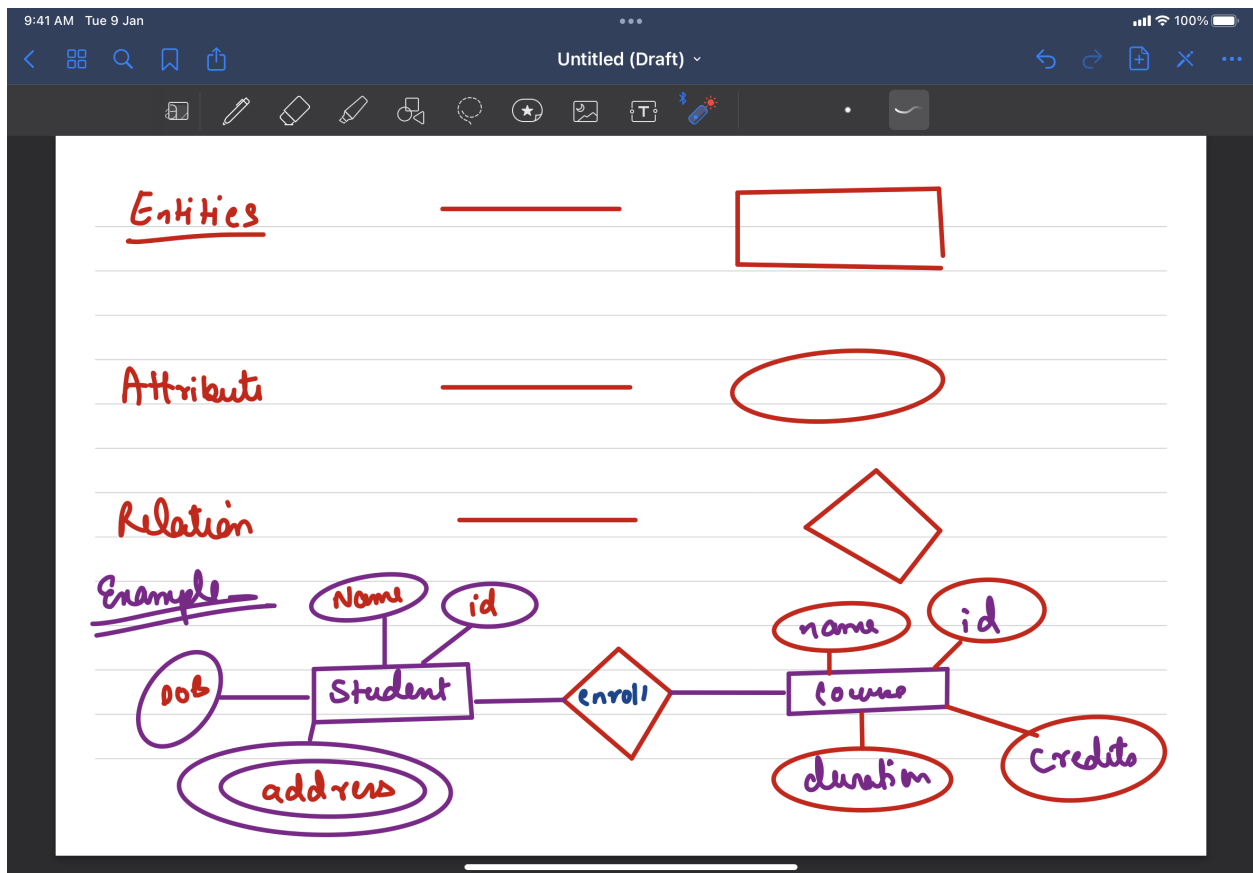 9:41 AM Tue 9 Jan
100%
Untitled (Draft)
T
Entities
Attribute
Relation
Example
Name
id
name
id
DOB
Student
enroll
Course
address
duration
Credits